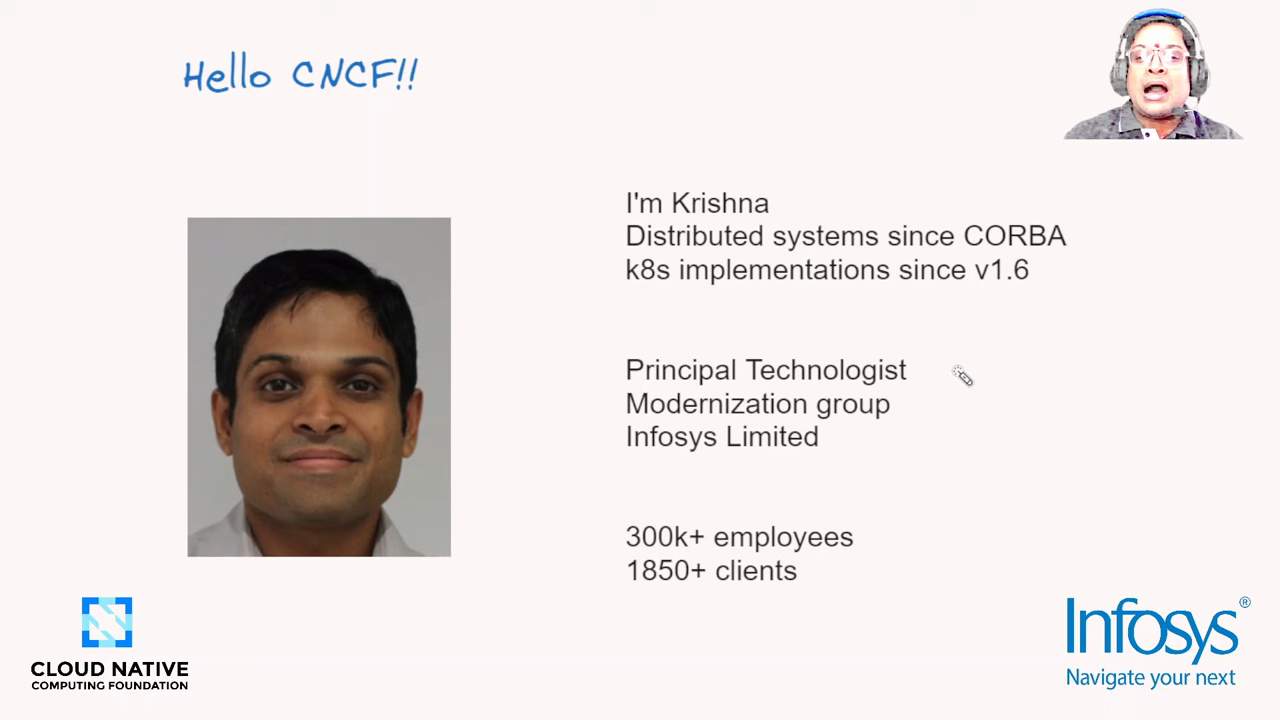 Hello CNCF!!
I'm Krishna
Distributed systems since CORBA
k8s implementations since v1.6
Principal Technologist
Modernization group
Infosys Limited
300k+ employees
1850+ clients
CLOUD NATIVE
COMPUTING FOUNDATION
Infosys®
Navigate your next